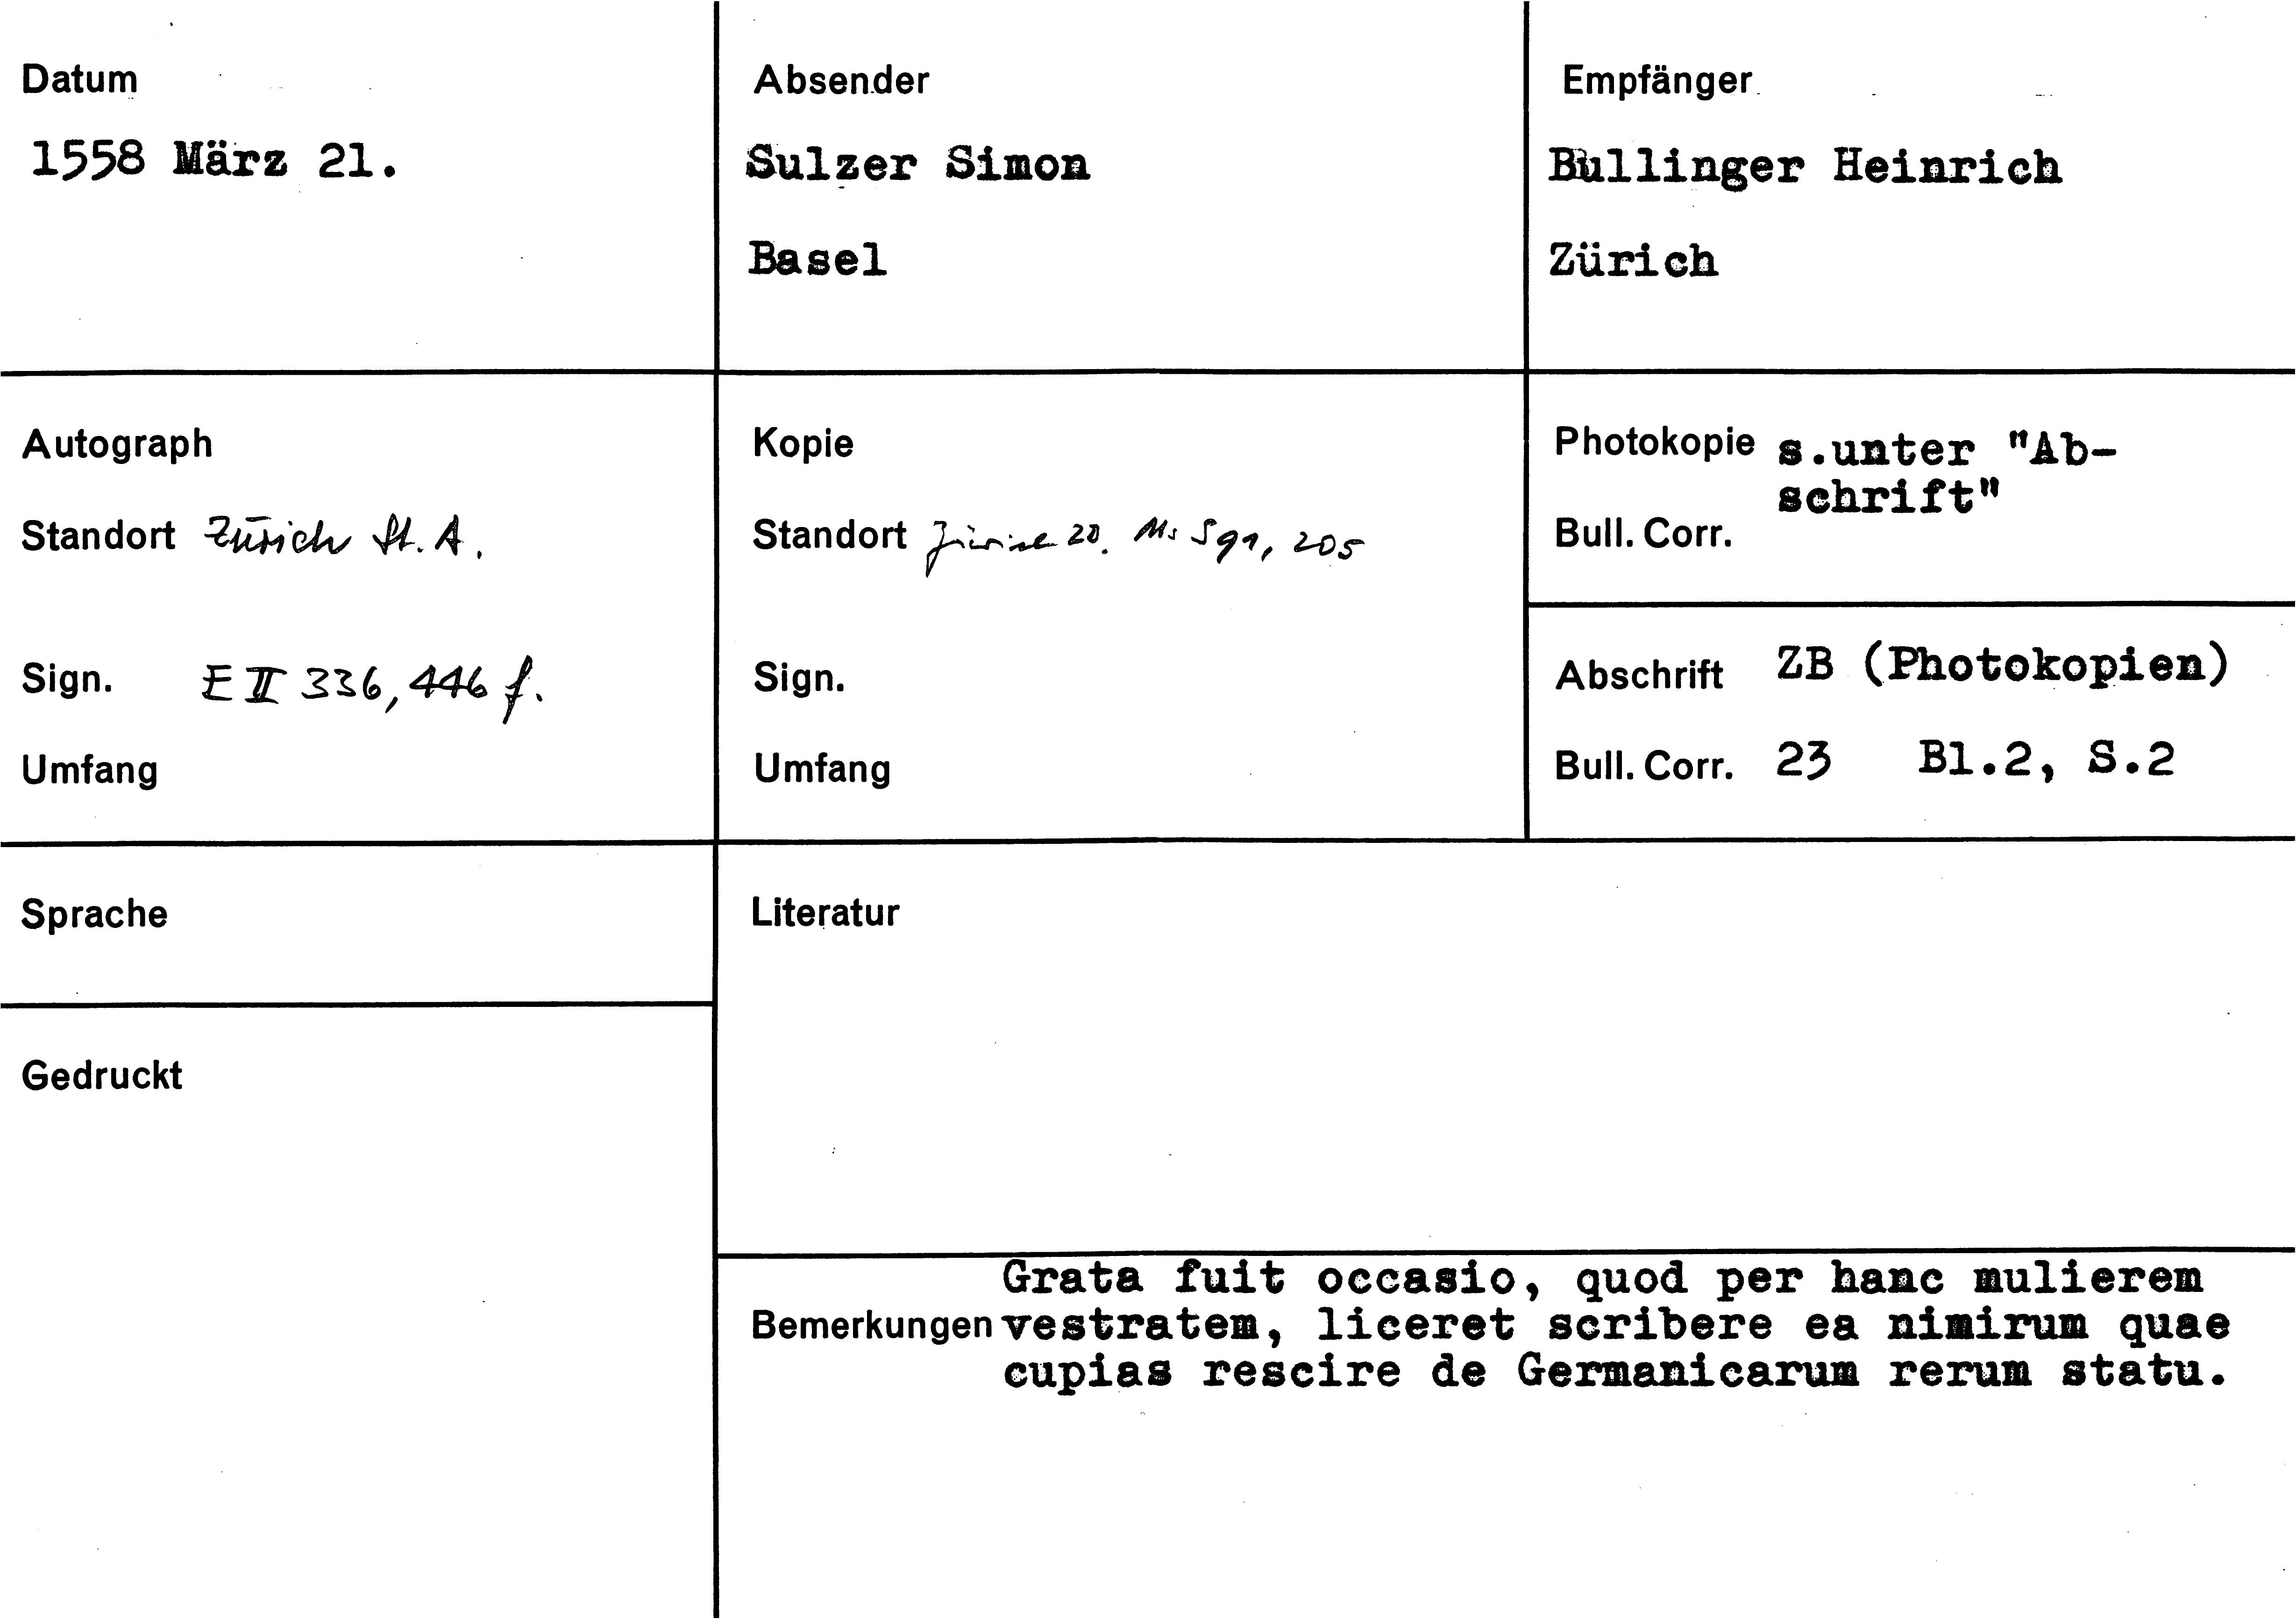 Datum
1558 März 21.
Absender
Sulzer Simon
Basel
Empfänger
Bullinger Heinrich
Zürich
Autograph
Standort Zürich St. A.
Sign. E II 336, 446 f.
Umfang
Kopie
Standort Zürich ZB. Ms S 91, 205
Sign.
Umfang
Photokopie s.unter "Ab-
schrift"
Bull. Corr.
Abschrift ZB (Photokopien)
Bull. Corr. 23 Bl.2, S.2
Sprache
Gedruckt
Literatur
Grata fuit occasio, quod per hanc mulierem
Bemerkungen vestratem, liceret scribere ea nimirum quae
cupias rescire de Germanicarum rerum statu.